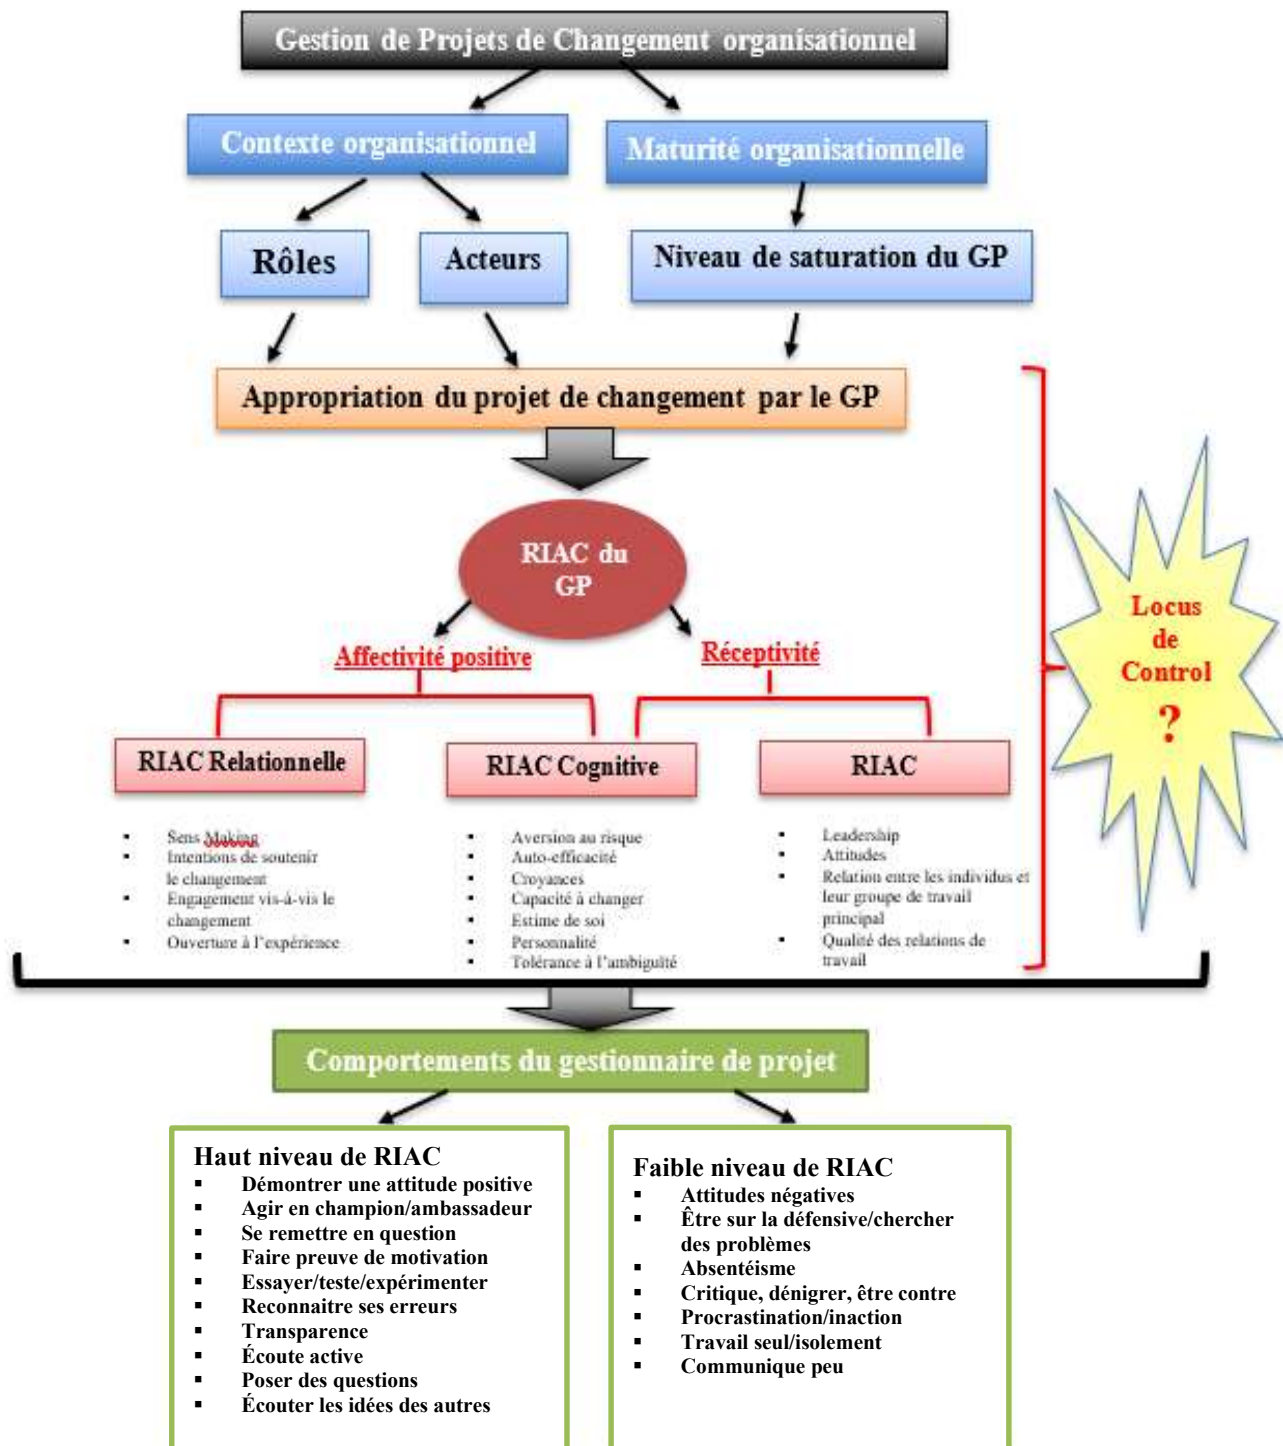 Gestion de Projets de Changement organisationnel
Contexte organisationnel
Maturité organisationnelle
Rôles
Acteurs
Niveau de saturation du GP
Appropriation du projet de changement par le GP
RIAC du
GP
Affectivité positive
Réceptivité
RIAC Relationnelle
RIAC Cognitive
RIAC
▪ Sens Making
▪ Intentions de soutenir
le changement
▪ Engagement vis-à-vis le
changement
▪ Ouverture à l’expérience
▪ Aversion au risque
▪ Auto-efficacité
▪ Croyances
▪ Capacité à changer
▪ Estime de soi
▪ Personnalité
▪ Tolérance à l’ambiguïté
▪ Leadership
▪ Attitudes
▪ Relation entre les individus et
leur groupe de travail
principal
▪ Qualité des relations de
travail
Locus
de
Control
?
Comportements du gestionnaire de projet
Haut niveau de RIAC
▪ Démontrer une attitude positive
▪ Agir en champion/ambassadeur
▪ Se remettre en question
▪ Faire preuve de motivation
▪ Essayer/teste/expérimenter
▪ Reconnaitre ses erreurs
▪ Transparence
▪ Écoute active
▪ Poser des questions
▪ Écouter les idées des autres
Faible niveau de RIAC
▪ Attitudes négatives
▪ Être sur la défensive/chercher
des problèmes
▪ Absentéisme
▪ Critique, dénigrer, être contre
▪ Procrastination/inaction
▪ Travail seul/isolement
▪ Communique peu